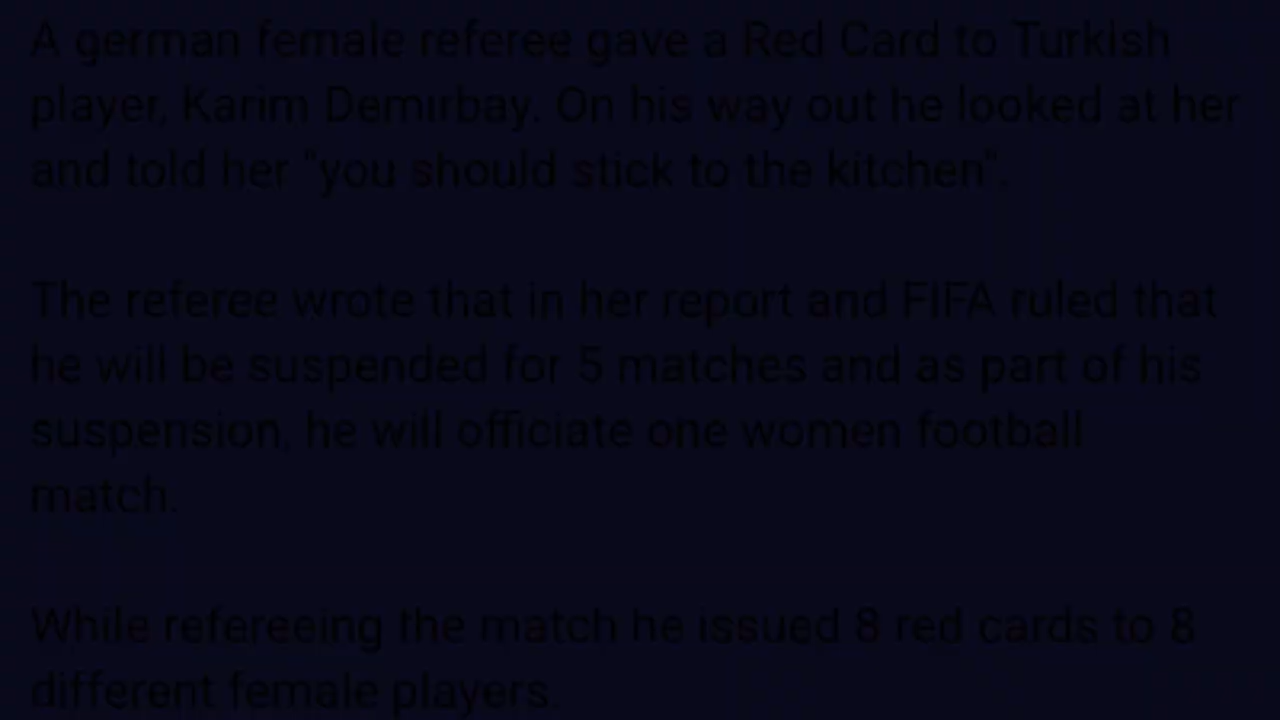 A german female referee gave a Red Card to Turkish
player, Karim Demirbay. On his way out he looked at her
and told her "you should stick to the kitchen".
The referee wrote that in her report and FIFA ruled that
he will be suspended for 5 matches and as part of his
suspension, he will officiate one women football
match.
While refereeing the match he issued 8 red cards to 8
different female players.